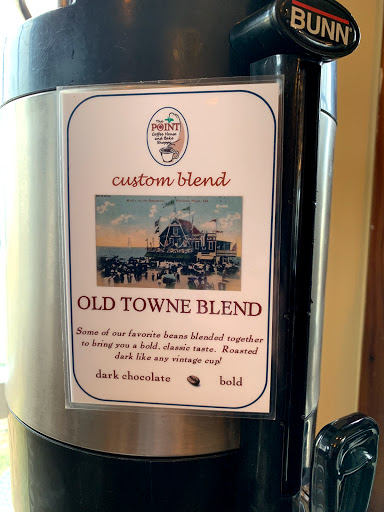 BUNN
The
POINT
Coffee House
and Bake
Shoppe
custom blend
OLD TOWNE BLEND
Some of our favorite beans blended together
to bring you a bold, classic taste. Roasted
dark like any vintage cup!
dark chocolate bold